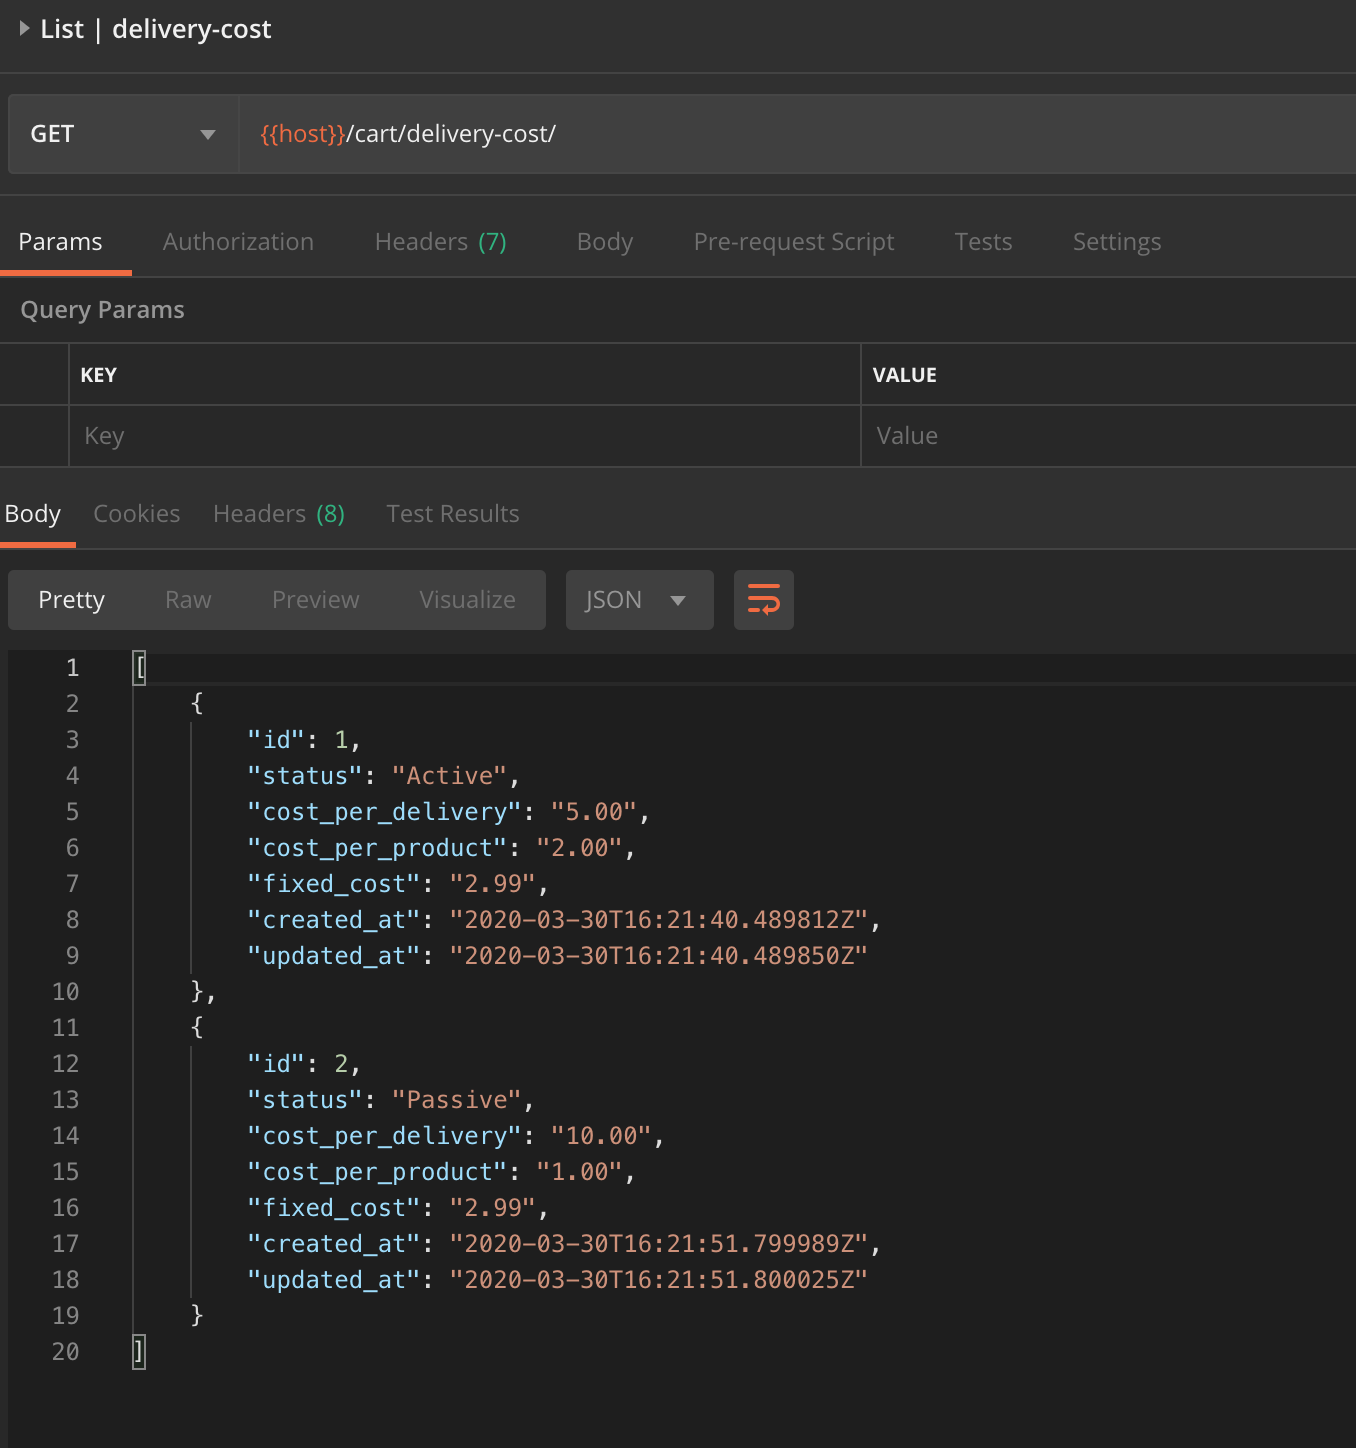 List | delivery-cost
GET {{host}}/cart/delivery-cost/
Params Authorization Headers (7) Body Pre-request Script Tests Settings
Query Params
KEY VALUE
Key Value
Body Cookies Headers (8) Test Results
Pretty Raw Preview Visualize JSON
1 [
2 {
3 "id": 1,
4 "status": "Active",
5 "cost_per_delivery": "5.00",
6 "cost_per_product": "2.00",
7 "fixed_cost": "2.99",
8 "created_at": "2020-03-30T16:21:40.489812Z",
9 "updated_at": "2020-03-30T16:21:40.489850Z"
10 },
11 {
12 "id": 2,
13 "status": "Passive",
14 "cost_per_delivery": "10.00",
15 "cost_per_product": "1.00",
16 "fixed_cost": "2.99",
17 "created_at": "2020-03-30T16:21:51.799989Z",
18 "updated_at": "2020-03-30T16:21:51.800025Z"
19 }
20 ]